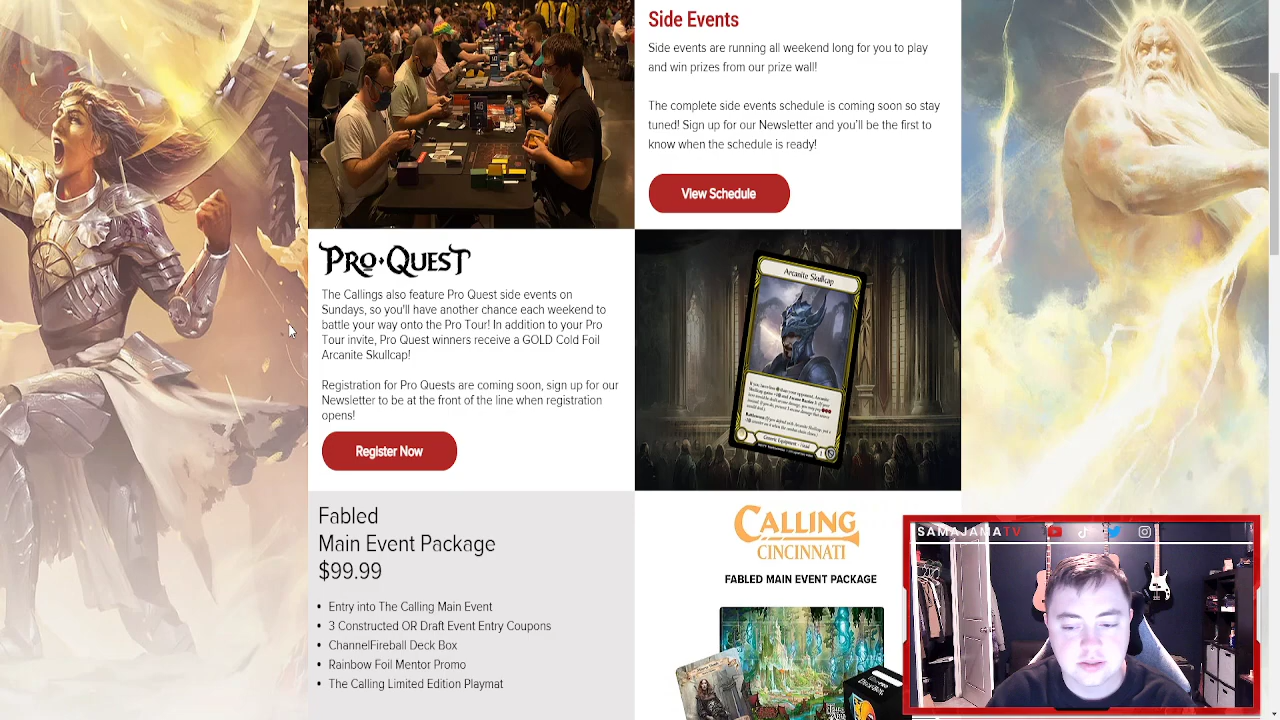 Side Events
Side events are running all weekend long for you to play
and win prizes from our prize wall!
The complete side events schedule is coming soon so stay
tuned! Sign up for our Newsletter and you'll be the first to
know when the schedule is ready!
View Schedule
145
PRO·QUEST
The Callings also feature Pro Quest side events on
Sundays, so you'll have another chance each weekend to
battle your way onto the Pro Tour! In addition to your Pro
Tour invite, Pro Quest winners receive a GOLD Cold Foil
Arcanite Skullcap!
Registration for Pro Quests are coming soon, sign up for our
Newsletter to be at the front of the line when registration
opens!
Register Now
Arcanite Skullcap
Generic Equipment - Head
Fabled
Main Event Package
$99.99
• Entry into The Calling Main Event
• 3 Constructed OR Draft Event Entry Coupons
• ChannelFireball Deck Box
• Rainbow Foil Mentor Promo
• The Calling Limited Edition Playmat
CALLING
CINCINNATI
FABLED MAIN EVENT PACKAGE
SAMAJAMATV